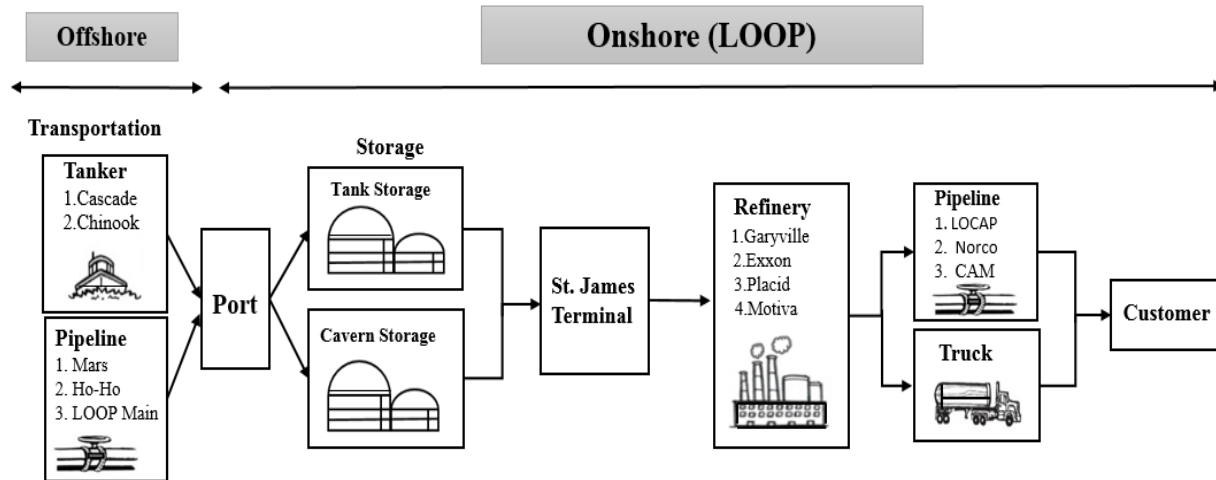 Offshore
Onshore (LOOP)
Transportation
Tanker
1.Cascade
2.Chinook
Pipeline
1. Mars
2. Ho-Ho
3. LOOP Main
Port
Storage
Tank Storage
Cavern Storage
St. James
Terminal
Refinery
1.Garyville
2.Exxon
3.Placid
4.Motiva
Pipeline
1. LOCAP
2. Norco
3. CAM
Truck
Customer